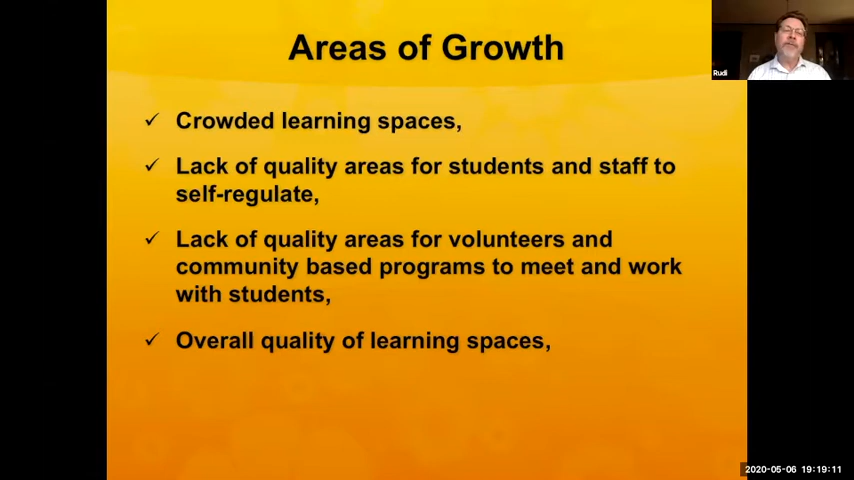 Areas of Growth
Rudi
✓ Crowded learning spaces,
✓ Lack of quality areas for students and staff to
self-regulate,
✓ Lack of quality areas for volunteers and
community based programs to meet and work
with students,
✓ Overall quality of learning spaces,
2020-05-06 19:19:11